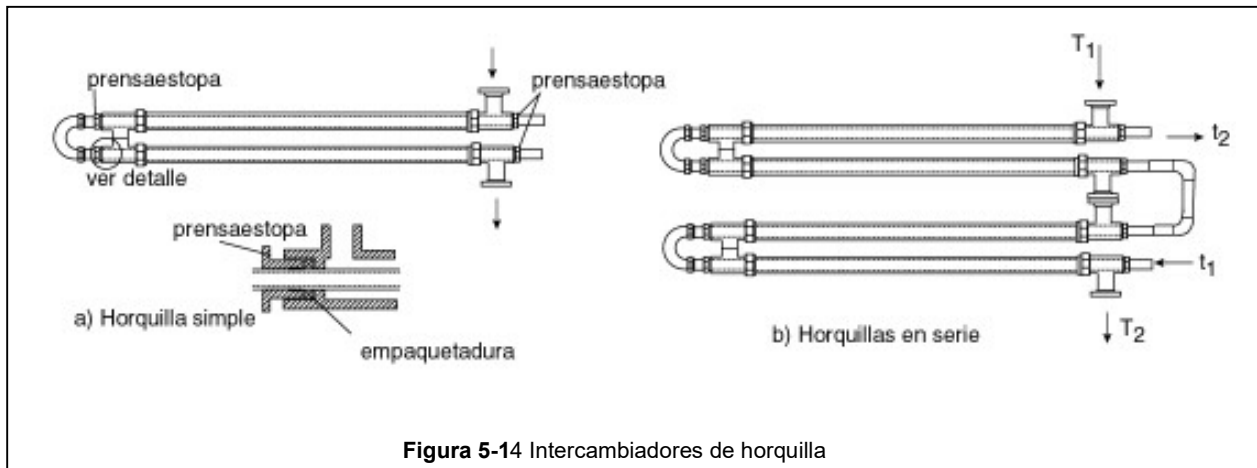 prensaestopa
prensaestopa
ver detalle
prensaestopa
a) Horquilla simple
empaquetadura
T1
t2
t1
T2
b) Horquillas en serie
Figura 5-14 Intercambiadores de horquilla